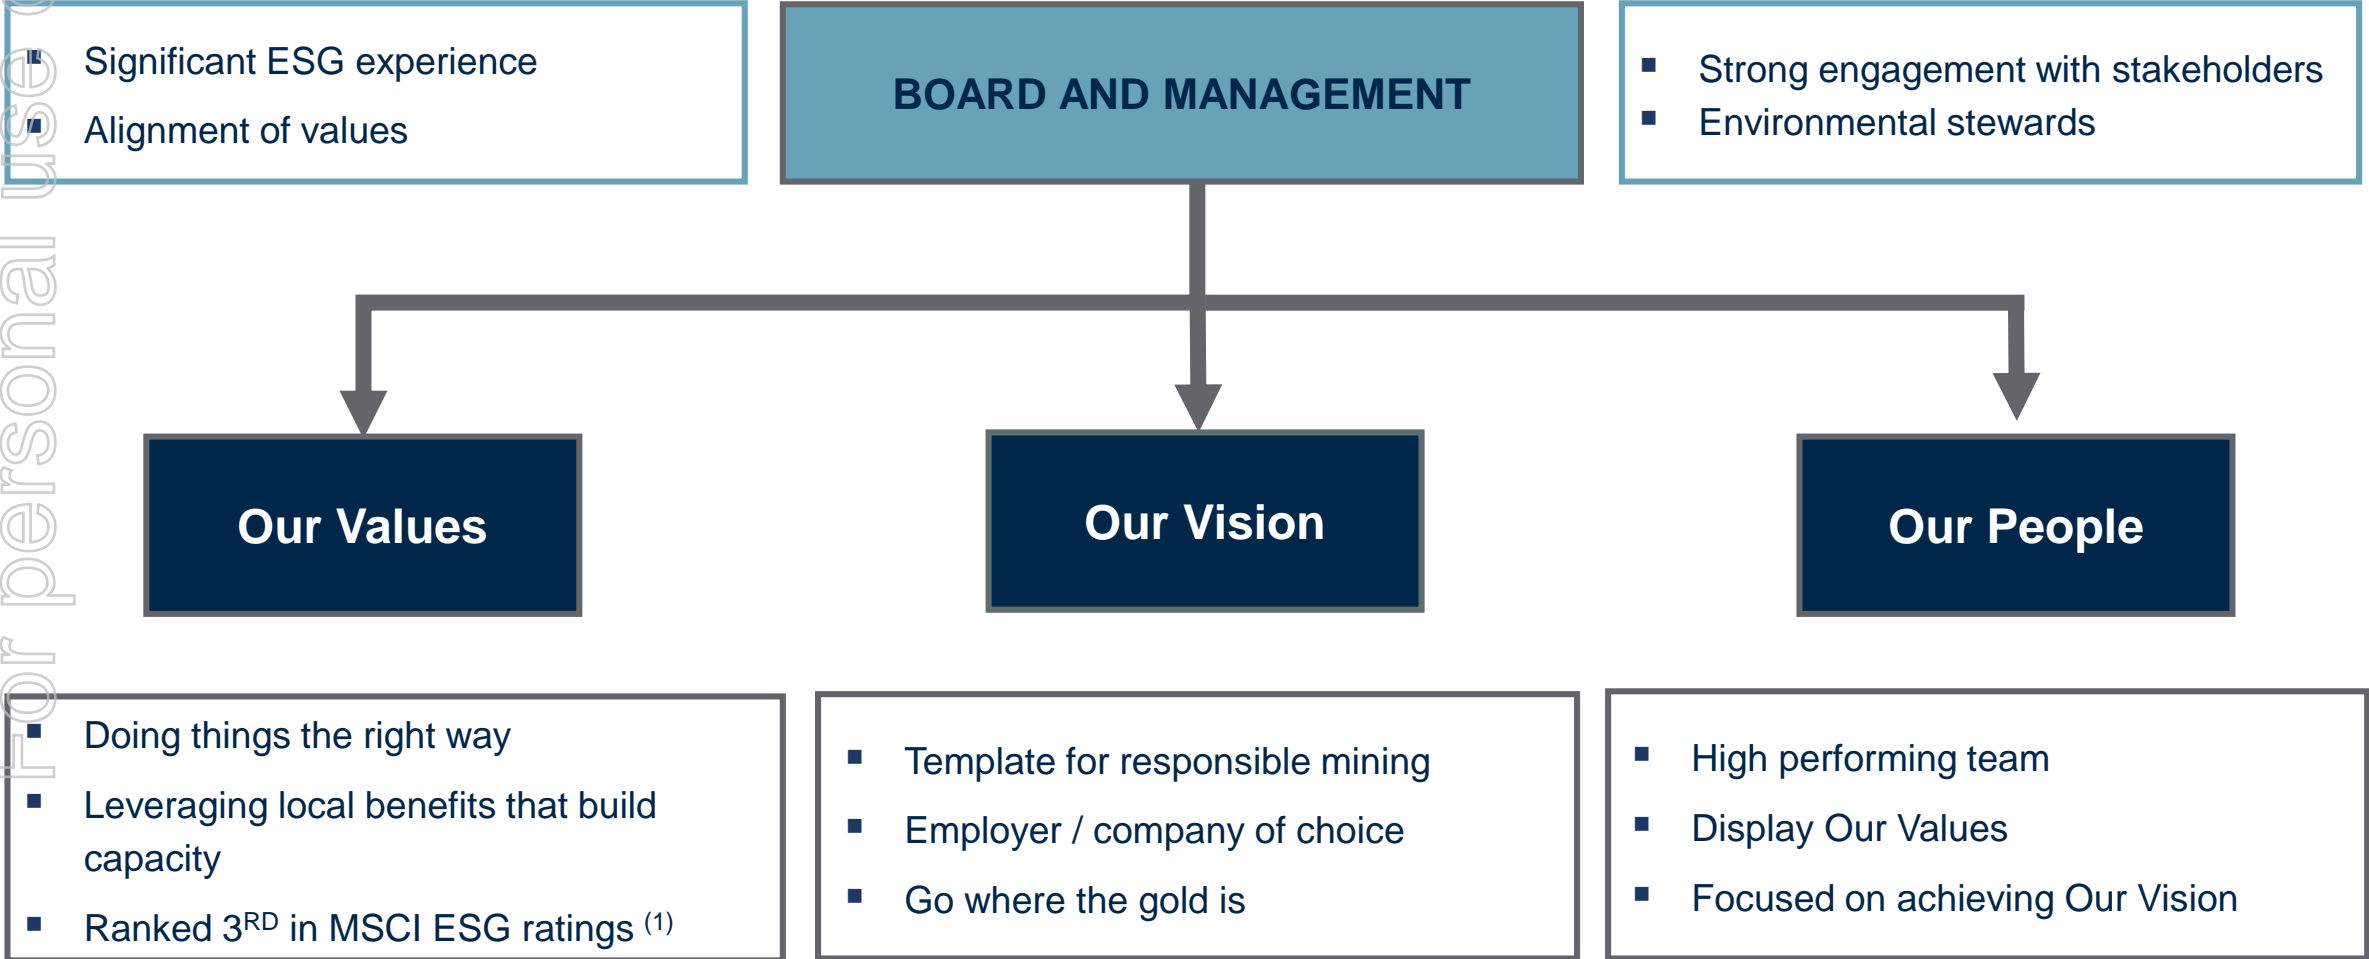 Significant ESG experience
Alignment of values
BOARD AND MANAGEMENT
Strong engagement with stakeholders
Environmental stewards
Our Values
Our Vision
Our People
Doing things the right way
Leveraging local benefits that build
capacity
Ranked 3RD in MSCI ESG ratings (1)
Template for responsible mining
Employer / company of choice
Go where the gold is
High performing team
Display Our Values
Focused on achieving Our Vision
For personal use